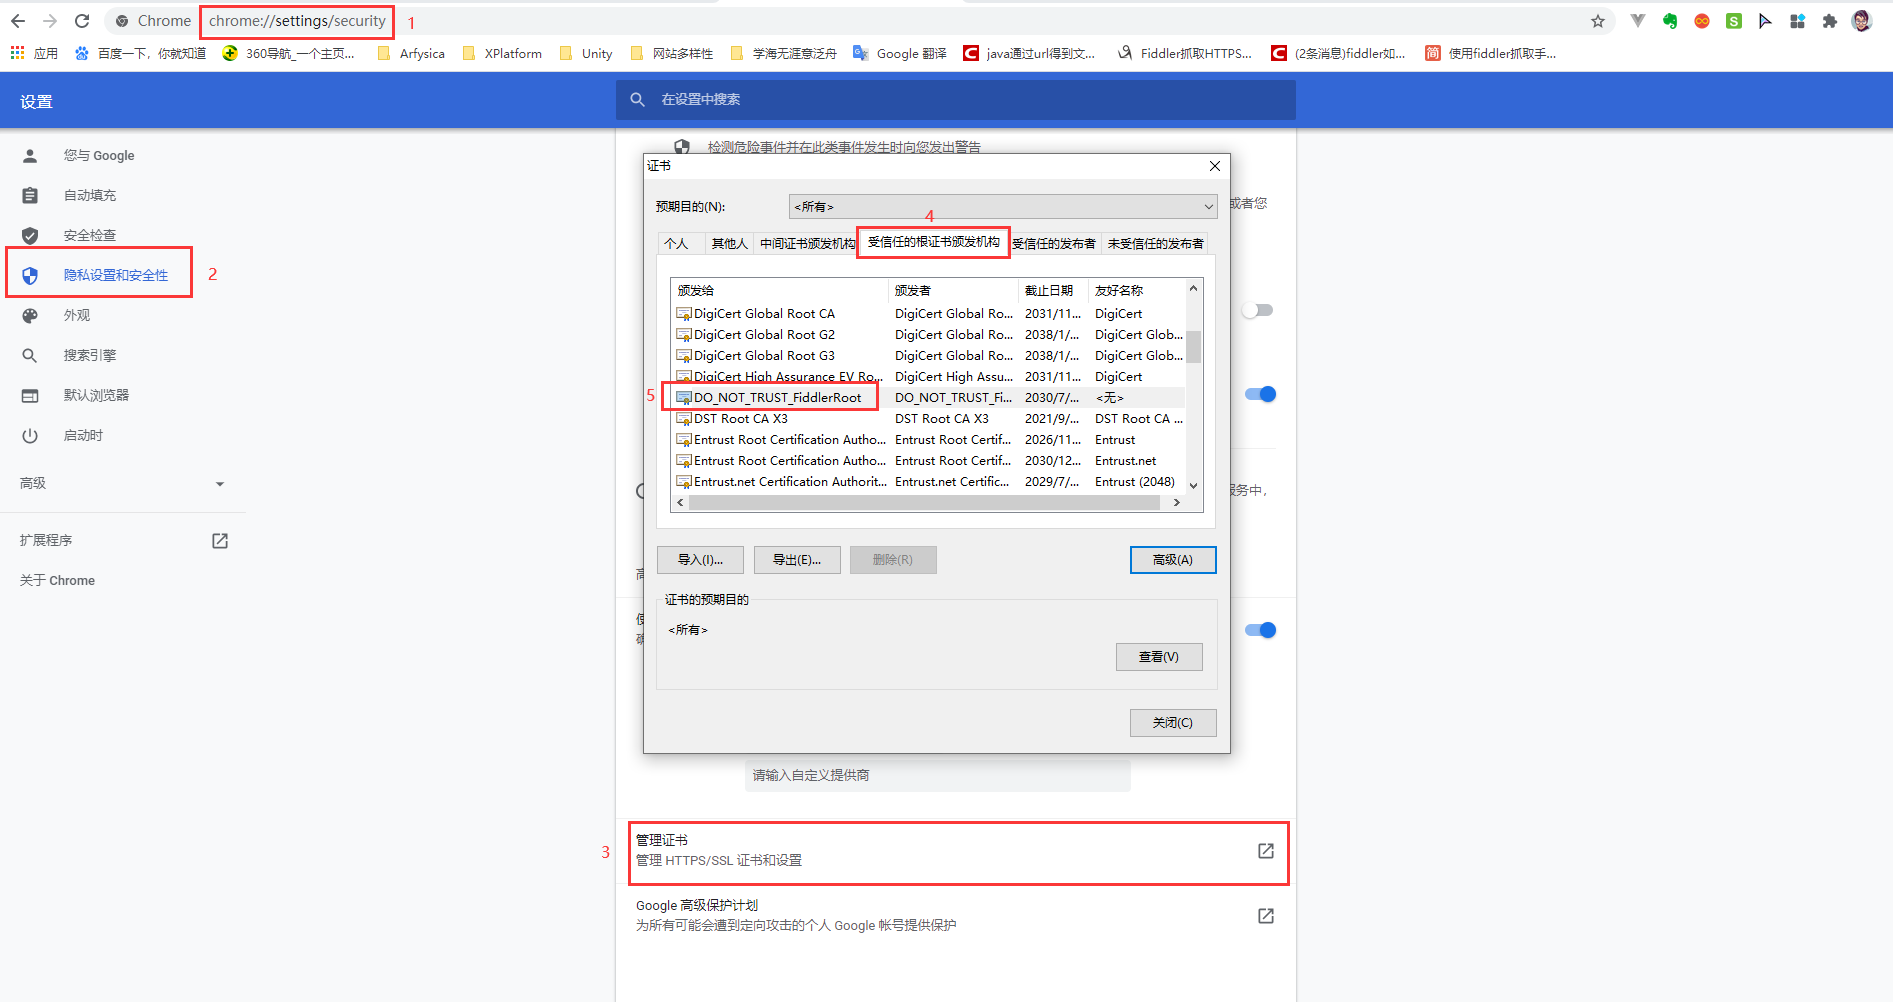 Chrome chrome://settings/security 1
应用 百度一下，你就知道 360导航_一个主页... Arfysica XPlatform Unity 网站多样性 学海无涯意泛舟 Google 翻译 java通过url得到文... Fiddler抓取HTTPS... (2条消息)fiddler如... 使用fiddler抓取手...
设置
在设置中搜索
您与 Google
自动填充
安全检查
隐私设置和安全性 2
外观
搜索引擎
默认浏览器
启动时
高级
扩展程序
关于 Chrome
检测危险事件并在此类事件发生时向您发出警告
证书
预期目的(N): <所有>
或者您
4
个人 其他人 中间证书颁发机构 受信任的根证书颁发机构 受信任的发布者 未受信任的发布者
颁发给 颁发者 截止日期 友好名称
DigiCert Global Root CA DigiCert Global Ro... 2031/11... DigiCert
DigiCert Global Root G2 DigiCert Global Ro... 2038/1/... DigiCert Glob...
DigiCert Global Root G3 DigiCert Global Ro... 2038/1/... DigiCert Glob...
DigiCert High Assurance EV Ro... DigiCert High Assu... 2031/11... DigiCert
5 DO_NOT_TRUST_FiddlerRoot DO_NOT_TRUST_Fi... 2030/7/... <无>
DST Root CA X3 DST Root CA X3 2021/9/... DST Root CA ...
Entrust Root Certification Autho... Entrust Root Certif... 2026/11... Entrust
Entrust Root Certification Autho... Entrust Root Certif... 2030/12... Entrust.net
Entrust.net Certification Authorit... Entrust.net Certific... 2029/7/... Entrust (2048)
服务中，
导入(I)... 导出(E)... 删除(R) 高级(A)
证书的预期目的
<所有>
查看(V)
关闭(C)
请输入自定义提供商
3
管理证书
管理 HTTPS/SSL 证书和设置
Google 高级保护计划
为所有可能会遭到定向攻击的个人 Google 帐号提供保护